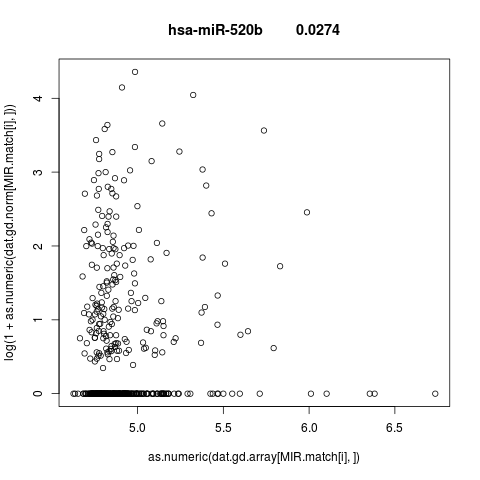 hsa-miR-520b 0.0274
log(1 + as.numeric(dat.gd.norm[MIR.match[i], ]))
4
3
2
1
0
5.0 5.5 6.0 6.5
as.numeric(dat.gd.array[MIR.match[i], ])